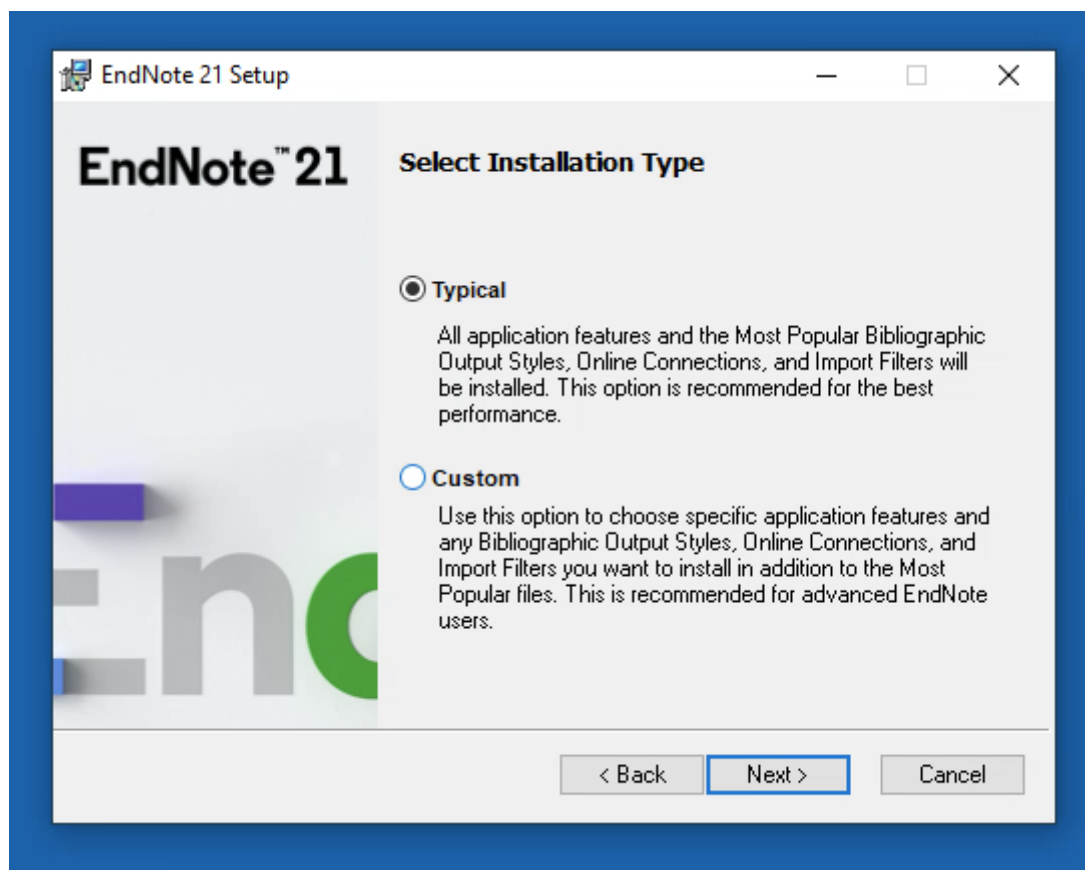 EndNote 21 Setup
EndNote™21
Select Installation Type
Typical
All application features and the Most Popular Bibliographic
Output Styles, Online Connections, and Import Filters will
be installed. This option is recommended for the best
performance.
Custom
Use this option to choose specific application features and
any Bibliographic Output Styles, Online Connections, and
Import Filters you want to install in addition to the Most
Popular files. This is recommended for advanced EndNote
users.
En
< Back Next > Cancel